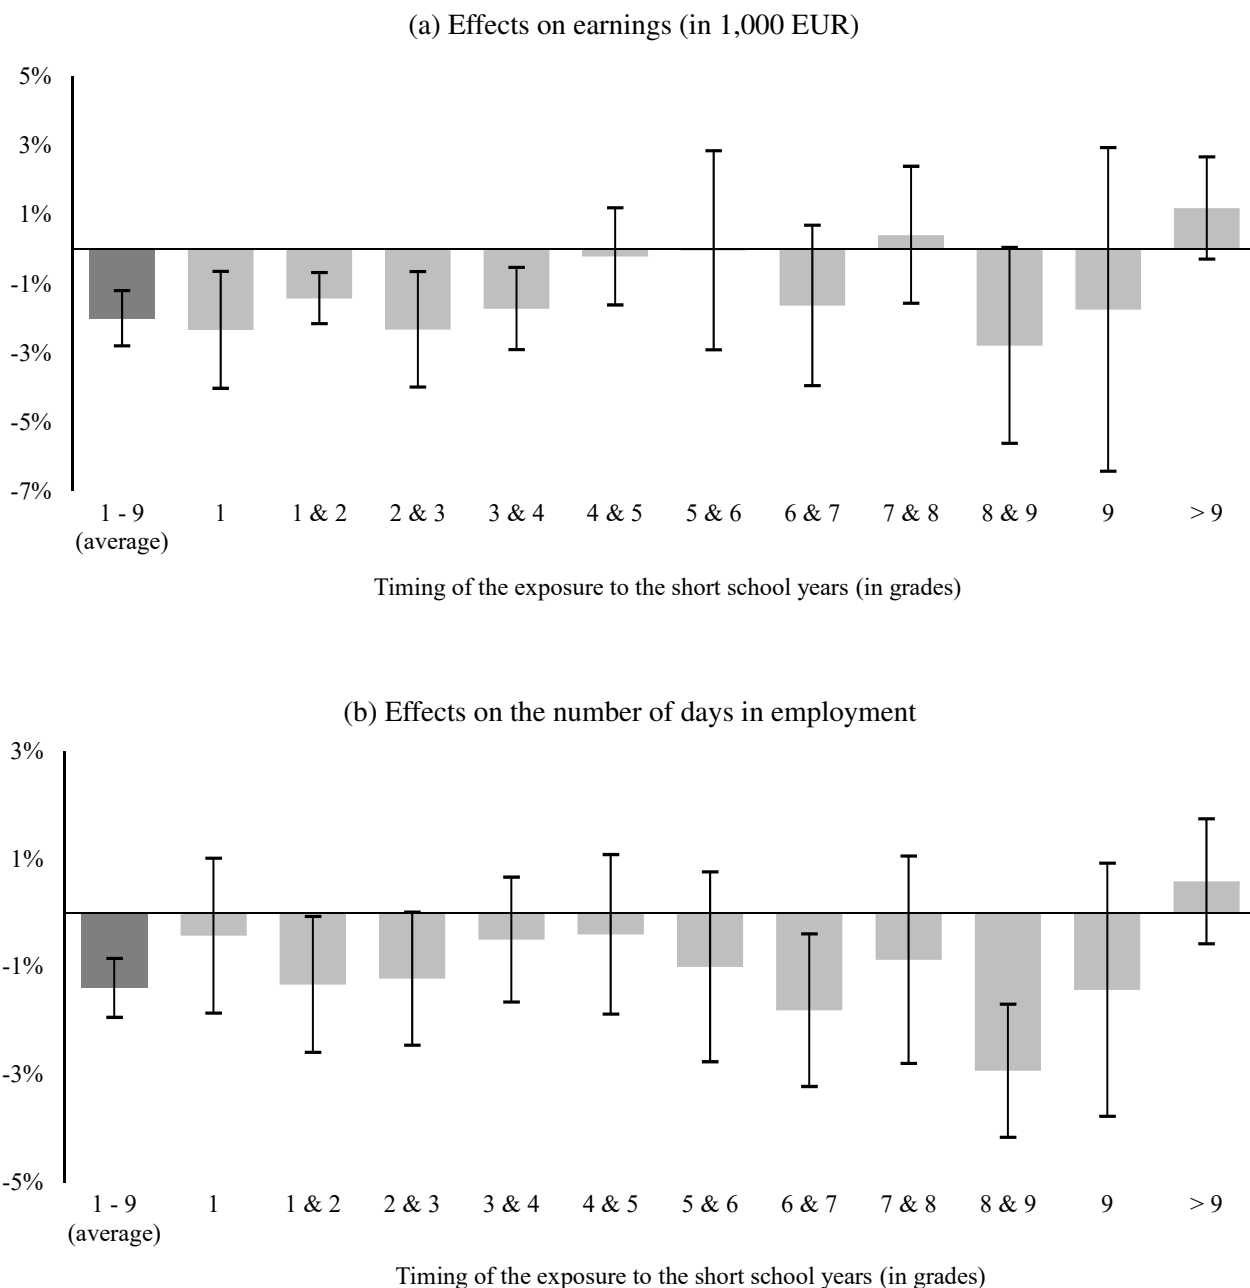 (a) Effects on earnings (in 1,000 EUR)
5%
3%
1%
-1%
-3%
-5%
-7%
1 - 9 1 1 & 2 2 & 3 3 & 4 4 & 5 5 & 6 6 & 7 7 & 8 8 & 9 9 > 9
(average)
Timing of the exposure to the short school years (in grades)
(b) Effects on the number of days in employment
3%
1%
-1%
-3%
-5%
1 - 9 1 1 & 2 2 & 3 3 & 4 4 & 5 5 & 6 6 & 7 7 & 8 8 & 9 9 > 9
(average)
Timing of the exposure to the short school years (in grades)